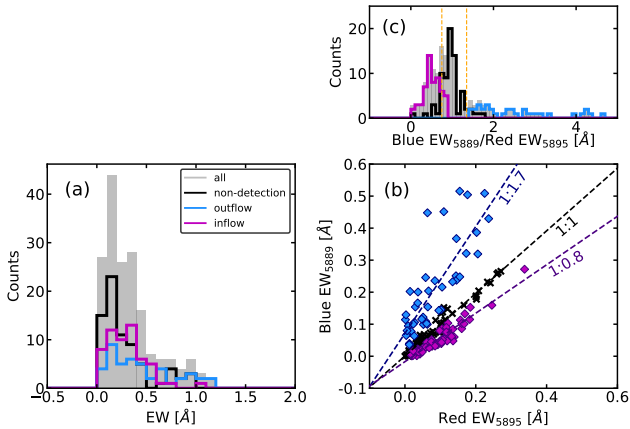 (c)
Counts
20
10
0
0
2
4
Blue EW5889/Red EW5895 [Å]
(a)
all
non-detection
outflow
inflow
Counts
40
30
20
10
0
−0.5
0.0
0.5
1.0
1.5
2.0
EW [Å]
(b)
1:1.7
1:1
1:0.8
Blue EW5889 [Å]
0.6
0.5
0.4
0.3
0.2
0.1
0.0
-0.1
0.0
0.2
0.4
0.6
Red EW5895 [Å]